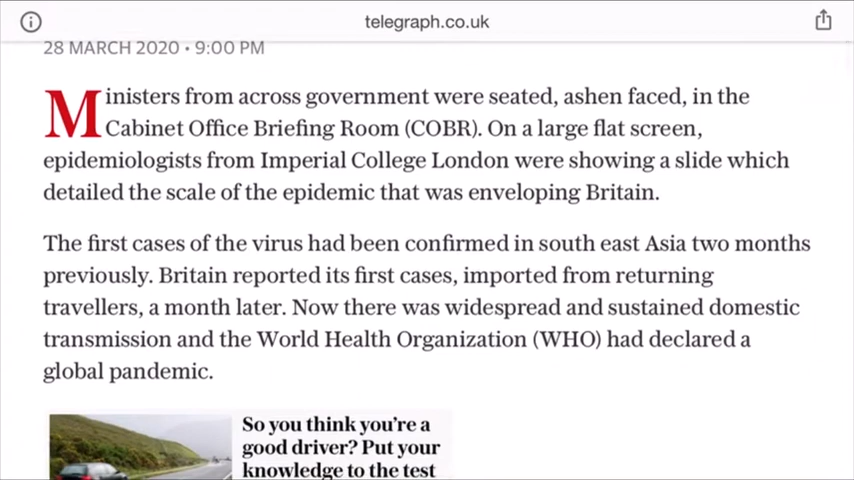 telegraph.co.uk
28 MARCH 2020 • 9:00 PM
Ministers from across government were seated, ashen faced, in the
Cabinet Office Briefing Room (COBR). On a large flat screen,
epidemiologists from Imperial College London were showing a slide which
detailed the scale of the epidemic that was enveloping Britain.
The first cases of the virus had been confirmed in south east Asia two months
previously. Britain reported its first cases, imported from returning
travellers, a month later. Now there was widespread and sustained domestic
transmission and the World Health Organization (WHO) had declared a
global pandemic.
So you think you're a
good driver? Put your
knowledge to the test